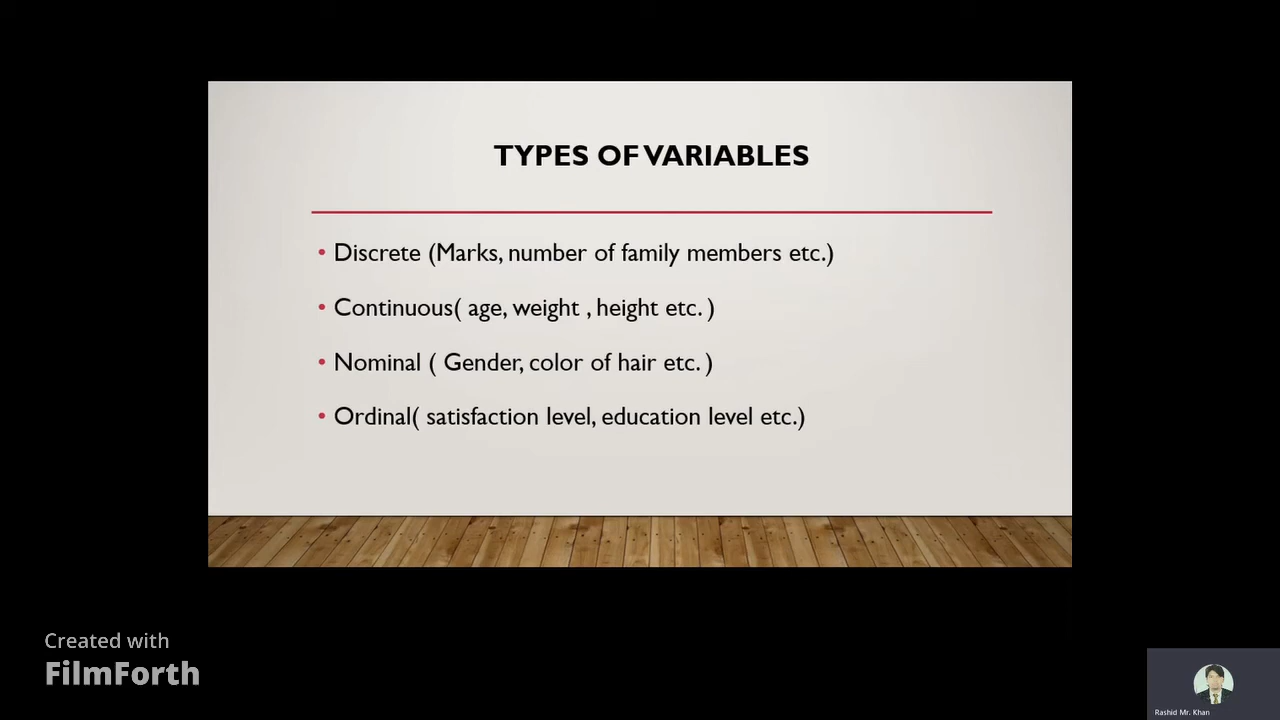 TYPES OF VARIABLES
• Discrete (Marks, number of family members etc.)
• Continuous( age, weight , height etc. )
• Nominal ( Gender, color of hair etc. )
• Ordinal( satisfaction level, education level etc.)
Created with
FilmForth
Rashid Mr. Khan